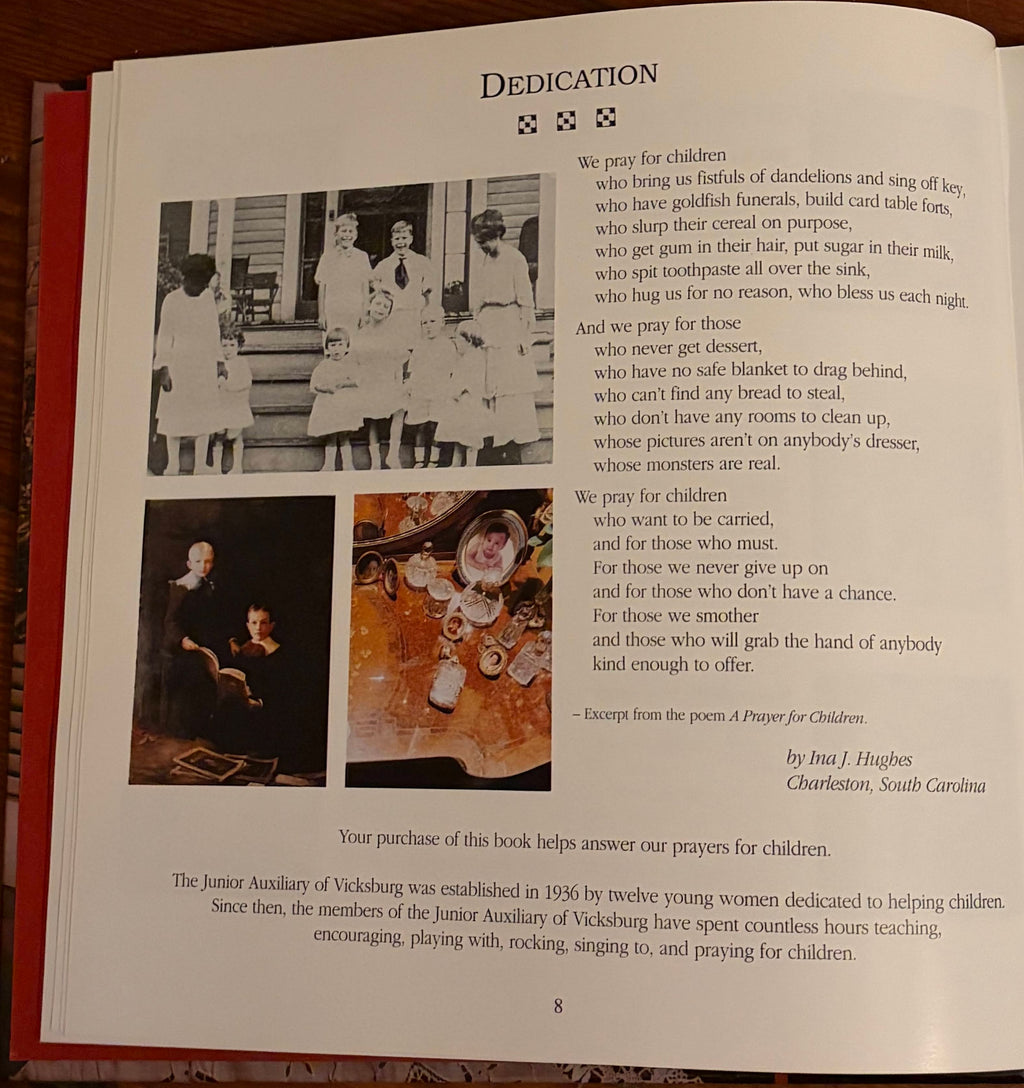 DEDICATION
We pray for children
who bring us fistfuls of dandelions and sing off key,
who have goldfish funerals, build card table forts,
who slurp their cereal on purpose,
who get gum in their hair, put sugar in their milk,
who spit toothpaste all over the sink,
who hug us for no reason, who bless us each night.
And we pray for those
who never get dessert,
who have no safe blanket to drag behind,
who can't find any bread to steal,
who don't have any rooms to clean up,
whose pictures aren't on anybody's dresser,
whose monsters are real.
We pray for children
who want to be carried,
and for those who must.
For those we never give up on
and for those who don't have a chance.
For those we smother
and those who will grab the hand of anybody
kind enough to offer.
– Excerpt from the poem A Prayer for Children.
by Ina J. Hughes
Charleston, South Carolina
Your purchase of this book helps answer our prayers for children.
The Junior Auxiliary of Vicksburg was established in 1936 by twelve young women dedicated to helping children.
Since then, the members of the Junior Auxiliary of Vicksburg have spent countless hours teaching,
encouraging, playing with, rocking, singing to, and praying for children.
8